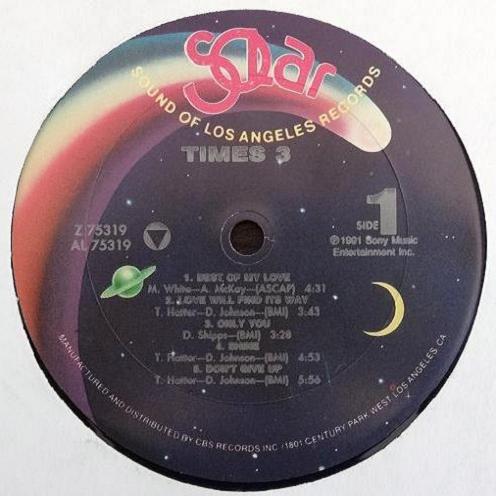 SOlar
SOUND OF LOS ANGELES RECORDS
TIMES 3
Z 75319
AL 75319
SIDE 1
℗ 1991 Sony Music
Entertainment Inc.
1. BEST OF MY LOVE
M. White—A. McKay—(ASCAP) 4:31
2. LOVE WILL FIND ITS WAY
T. Hatter—D. Johnson—(BMI) 3:43
3. ONLY YOU
D. Shipps—(BMI) 3:28
4. SHINE
T. Hatter—D. Johnson—(BMI) 4:53
5. DON'T GIVE UP
T. Hatter—D. Johnson—(BMI) 5:56
MANUFACTURED AND DISTRIBUTED BY CBS RECORDS INC. /1801 CENTURY PARK WEST, LOS ANGELES, CA